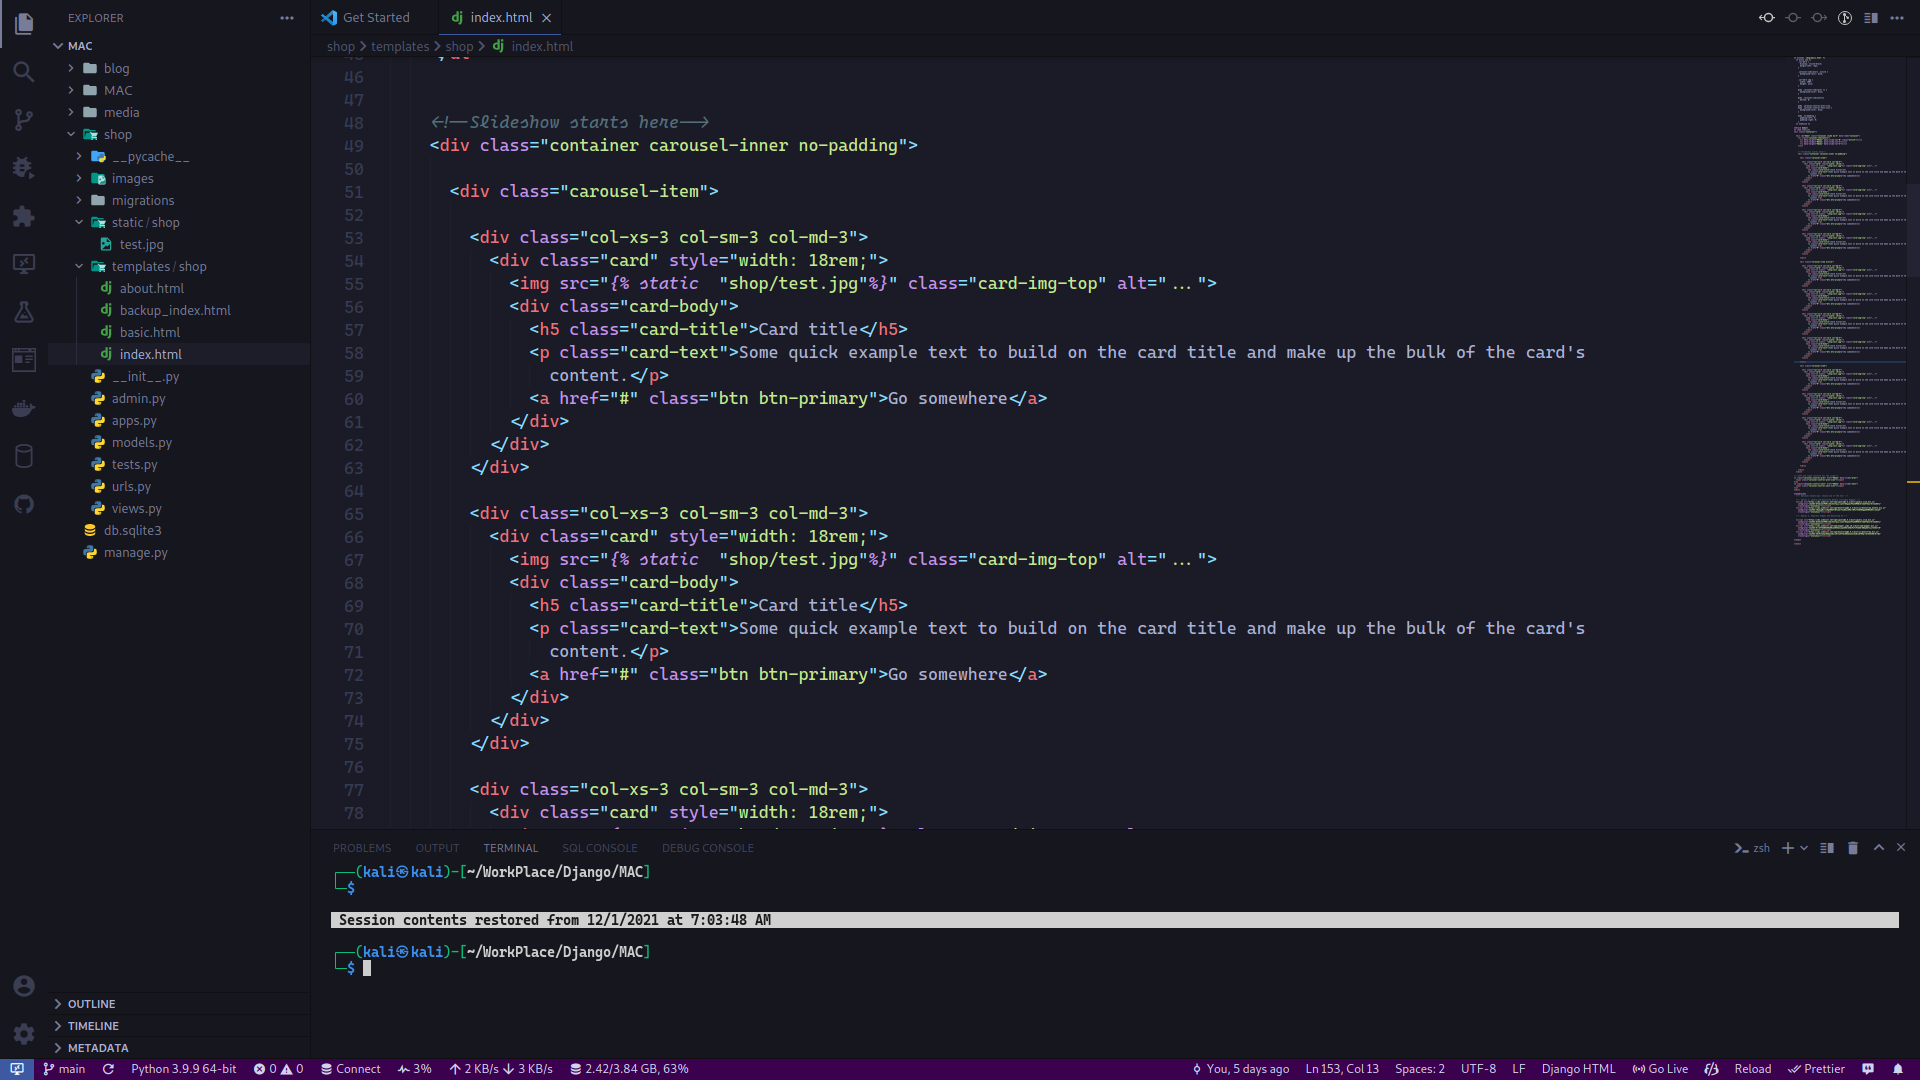 EXPLORER
Get Started
index.html
MAC
shop > templates > shop > index.html
blog
MAC
media
shop
__pycache__
images
migrations
static / shop
test.jpg
templates / shop
about.html
backup_index.html
basic.html
index.html
__init__.py
admin.py
apps.py
models.py
tests.py
urls.py
views.py
db.sqlite3
manage.py
OUTLINE
TIMELINE
METADATA
46
47
48 <!--Slideshow starts here-->
49 <div class="container carousel-inner no-padding">
50
51 <div class="carousel-item">
52
53 <div class="col-xs-3 col-sm-3 col-md-3">
54 <div class="card" style="width: 18rem;">
55 <img src="{% static  "shop/test.jpg"%}" class="card-img-top" alt="...">
56 <div class="card-body">
57 <h5 class="card-title">Card title</h5>
58 <p class="card-text">Some quick example text to build on the card title and make up the bulk of the card's
59 content.</p>
60 <a href="#" class="btn btn-primary">Go somewhere</a>
61 </div>
62 </div>
63 </div>
64
65 <div class="col-xs-3 col-sm-3 col-md-3">
66 <div class="card" style="width: 18rem;">
67 <img src="{% static  "shop/test.jpg"%}" class="card-img-top" alt="...">
68 <div class="card-body">
69 <h5 class="card-title">Card title</h5>
70 <p class="card-text">Some quick example text to build on the card title and make up the bulk of the card's
71 content.</p>
72 <a href="#" class="btn btn-primary">Go somewhere</a>
73 </div>
74 </div>
75 </div>
76
77 <div class="col-xs-3 col-sm-3 col-md-3">
78 <div class="card" style="width: 18rem;">
PROBLEMS OUTPUT TERMINAL SQL CONSOLE DEBUG CONSOLE
zsh
┌──(kali㉿kali)-[~/WorkPlace/Django/MAC]
└─$
Session contents restored from 12/1/2021 at 7:03:48 AM
┌──(kali㉿kali)-[~/WorkPlace/Django/MAC]
└─$
main Python 3.9.9 64-bit 0 0 Connect 3% 2 KB/s 3 KB/s 2.42/3.84 GB, 63% You, 5 days ago Ln 153, Col 13 Spaces: 2 UTF-8 LF Django HTML Go Live Reload Prettier